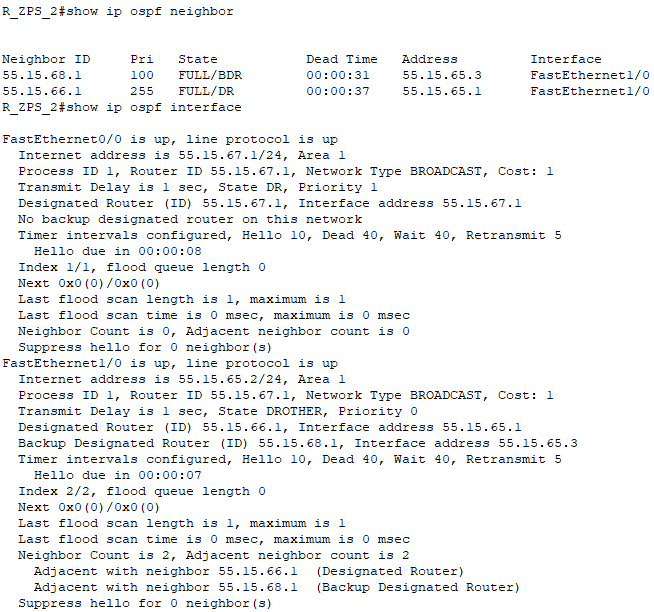 R_ZPS_2#show ip ospf neighbor
Neighbor ID     Pri   State           Dead Time   Address         Interface
55.15.68.1      100   FULL/BDR        00:00:31    55.15.65.3      FastEthernet1/0
55.15.66.1      255   FULL/DR         00:00:37    55.15.65.1      FastEthernet1/0
R_ZPS_2#show ip ospf interface
FastEthernet0/0 is up, line protocol is up
  Internet address is 55.15.67.1/24, Area 1
  Process ID 1, Router ID 55.15.67.1, Network Type BROADCAST, Cost: 1
  Transmit Delay is 1 sec, State DR, Priority 1
  Designated Router (ID) 55.15.67.1, Interface address 55.15.67.1
  No backup designated router on this network
  Timer intervals configured, Hello 10, Dead 40, Wait 40, Retransmit 5
    Hello due in 00:00:08
  Index 1/1, flood queue length 0
  Next 0x0(0)/0x0(0)
  Last flood scan length is 1, maximum is 1
  Last flood scan time is 0 msec, maximum is 0 msec
  Neighbor Count is 0, Adjacent neighbor count is 0
  Suppress hello for 0 neighbor(s)
FastEthernet1/0 is up, line protocol is up
  Internet address is 55.15.65.2/24, Area 1
  Process ID 1, Router ID 55.15.67.1, Network Type BROADCAST, Cost: 1
  Transmit Delay is 1 sec, State DROTHER, Priority 0
  Designated Router (ID) 55.15.66.1, Interface address 55.15.65.1
  Backup Designated Router (ID) 55.15.68.1, Interface address 55.15.65.3
  Timer intervals configured, Hello 10, Dead 40, Wait 40, Retransmit 5
    Hello due in 00:00:07
  Index 2/2, flood queue length 0
  Next 0x0(0)/0x0(0)
  Last flood scan length is 1, maximum is 1
  Last flood scan time is 0 msec, maximum is 0 msec
  Neighbor Count is 2, Adjacent neighbor count is 2
    Adjacent with neighbor 55.15.66.1  (Designated Router)
    Adjacent with neighbor 55.15.68.1  (Backup Designated Router)
  Suppress hello for 0 neighbor(s)